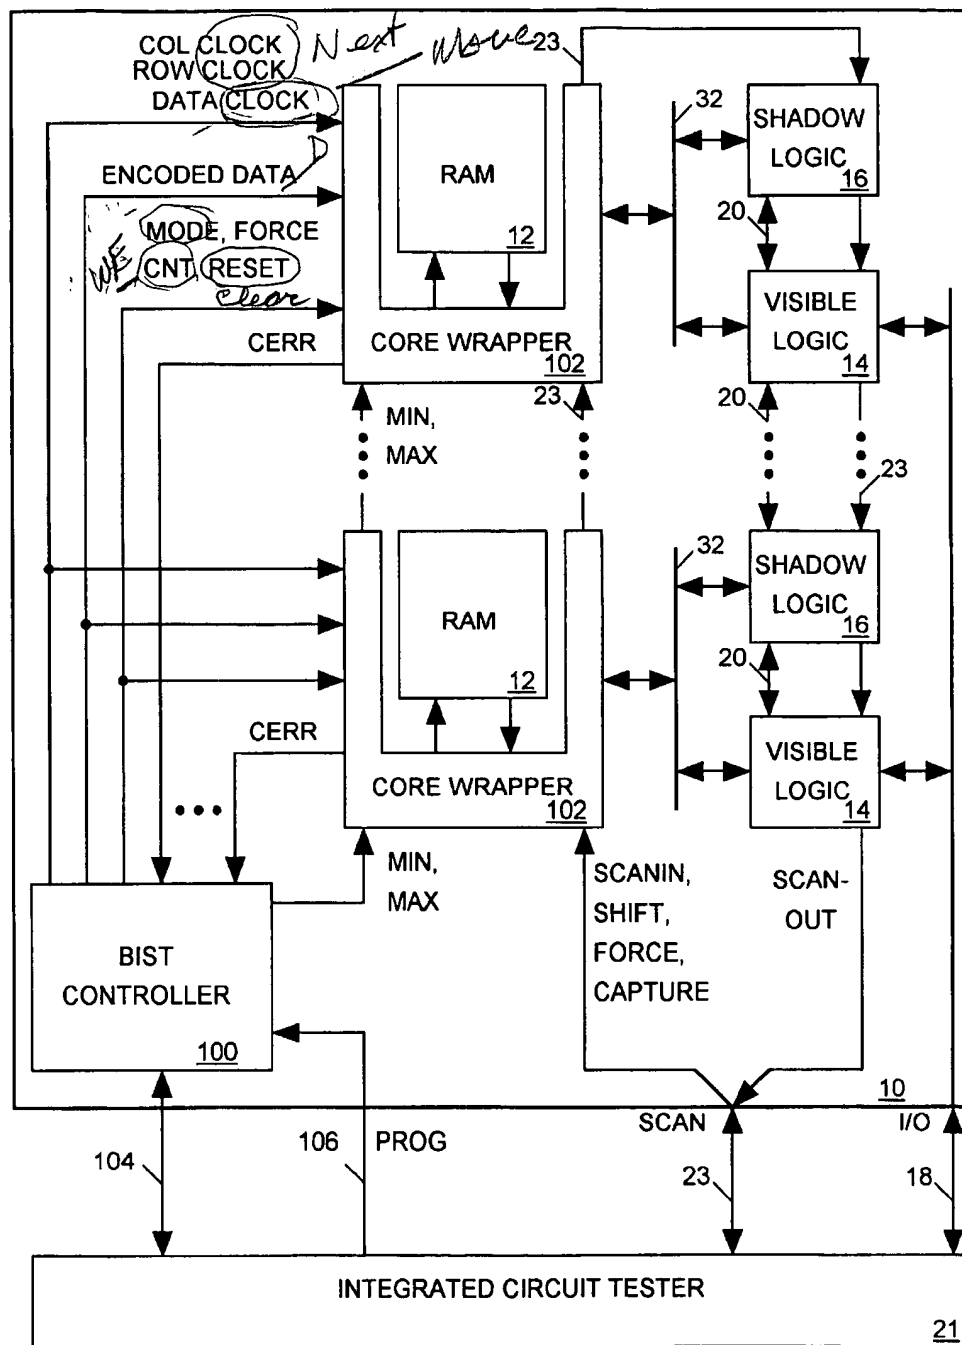 COL CLOCK
ROW CLOCK
DATA CLOCK
Next
Move
23
32
SHADOW
LOGIC
16
ENCODED DATA
D
RAM
12
20
MODE, FORCE
WE
CNT RESET
clear
CERR
CORE WRAPPER
102
VISIBLE
LOGIC
14
MIN,
MAX
23
20
23
32
SHADOW
LOGIC
16
RAM
12
20
CERR
CORE WRAPPER
102
VISIBLE
LOGIC
14
MIN,
MAX
SCANIN,
SHIFT,
FORCE,
CAPTURE
SCAN-
OUT
BIST
CONTROLLER
100
10
SCAN
I/O
104
106
PROG
23
18
INTEGRATED CIRCUIT TESTER
21